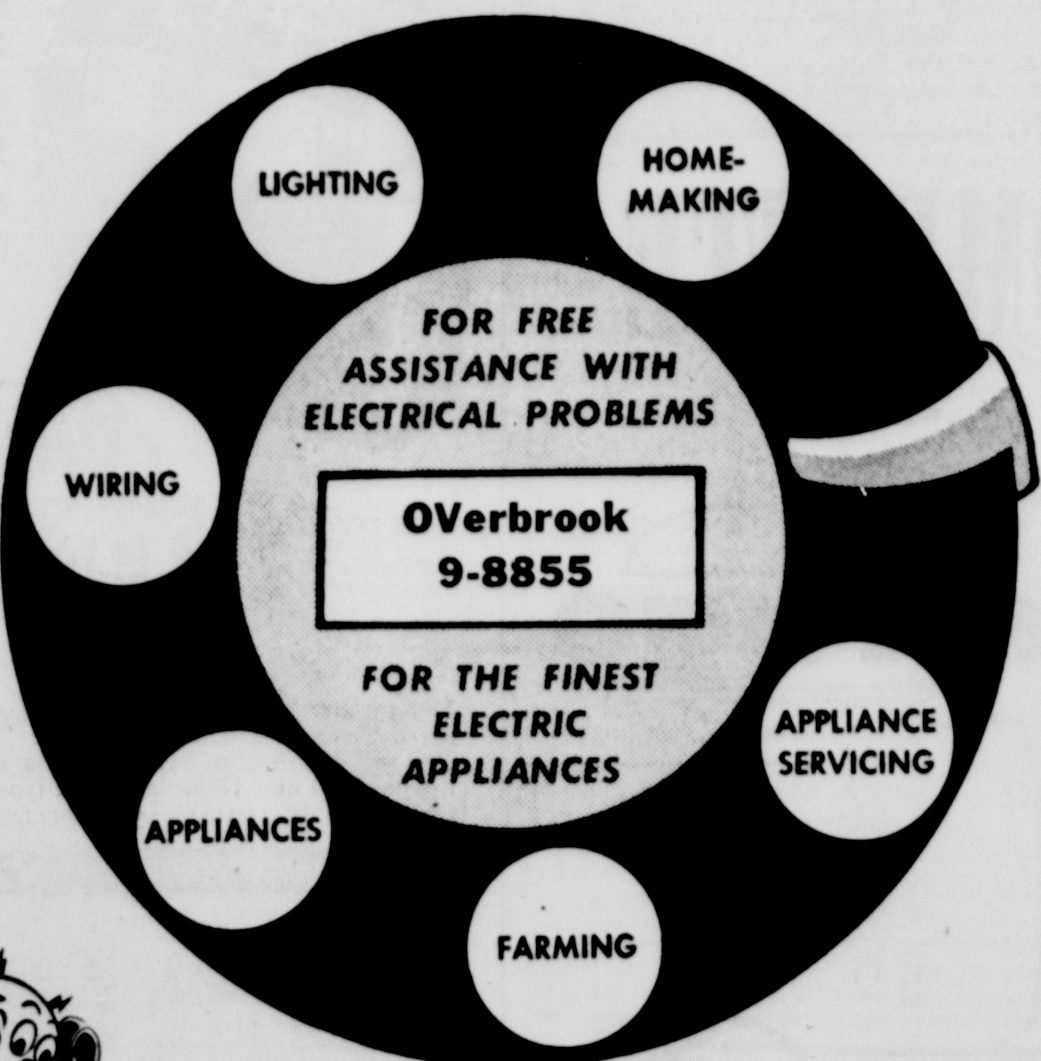 LIGHTING
HOME-
MAKING
FOR FREE
ASSISTANCE WITH
ELECTRICAL PROBLEMS
WIRING
OVerbrook
9-8855
FOR THE FINEST
ELECTRIC
APPLIANCES
APPLIANCE
SERVICING
APPLIANCES
FARMING